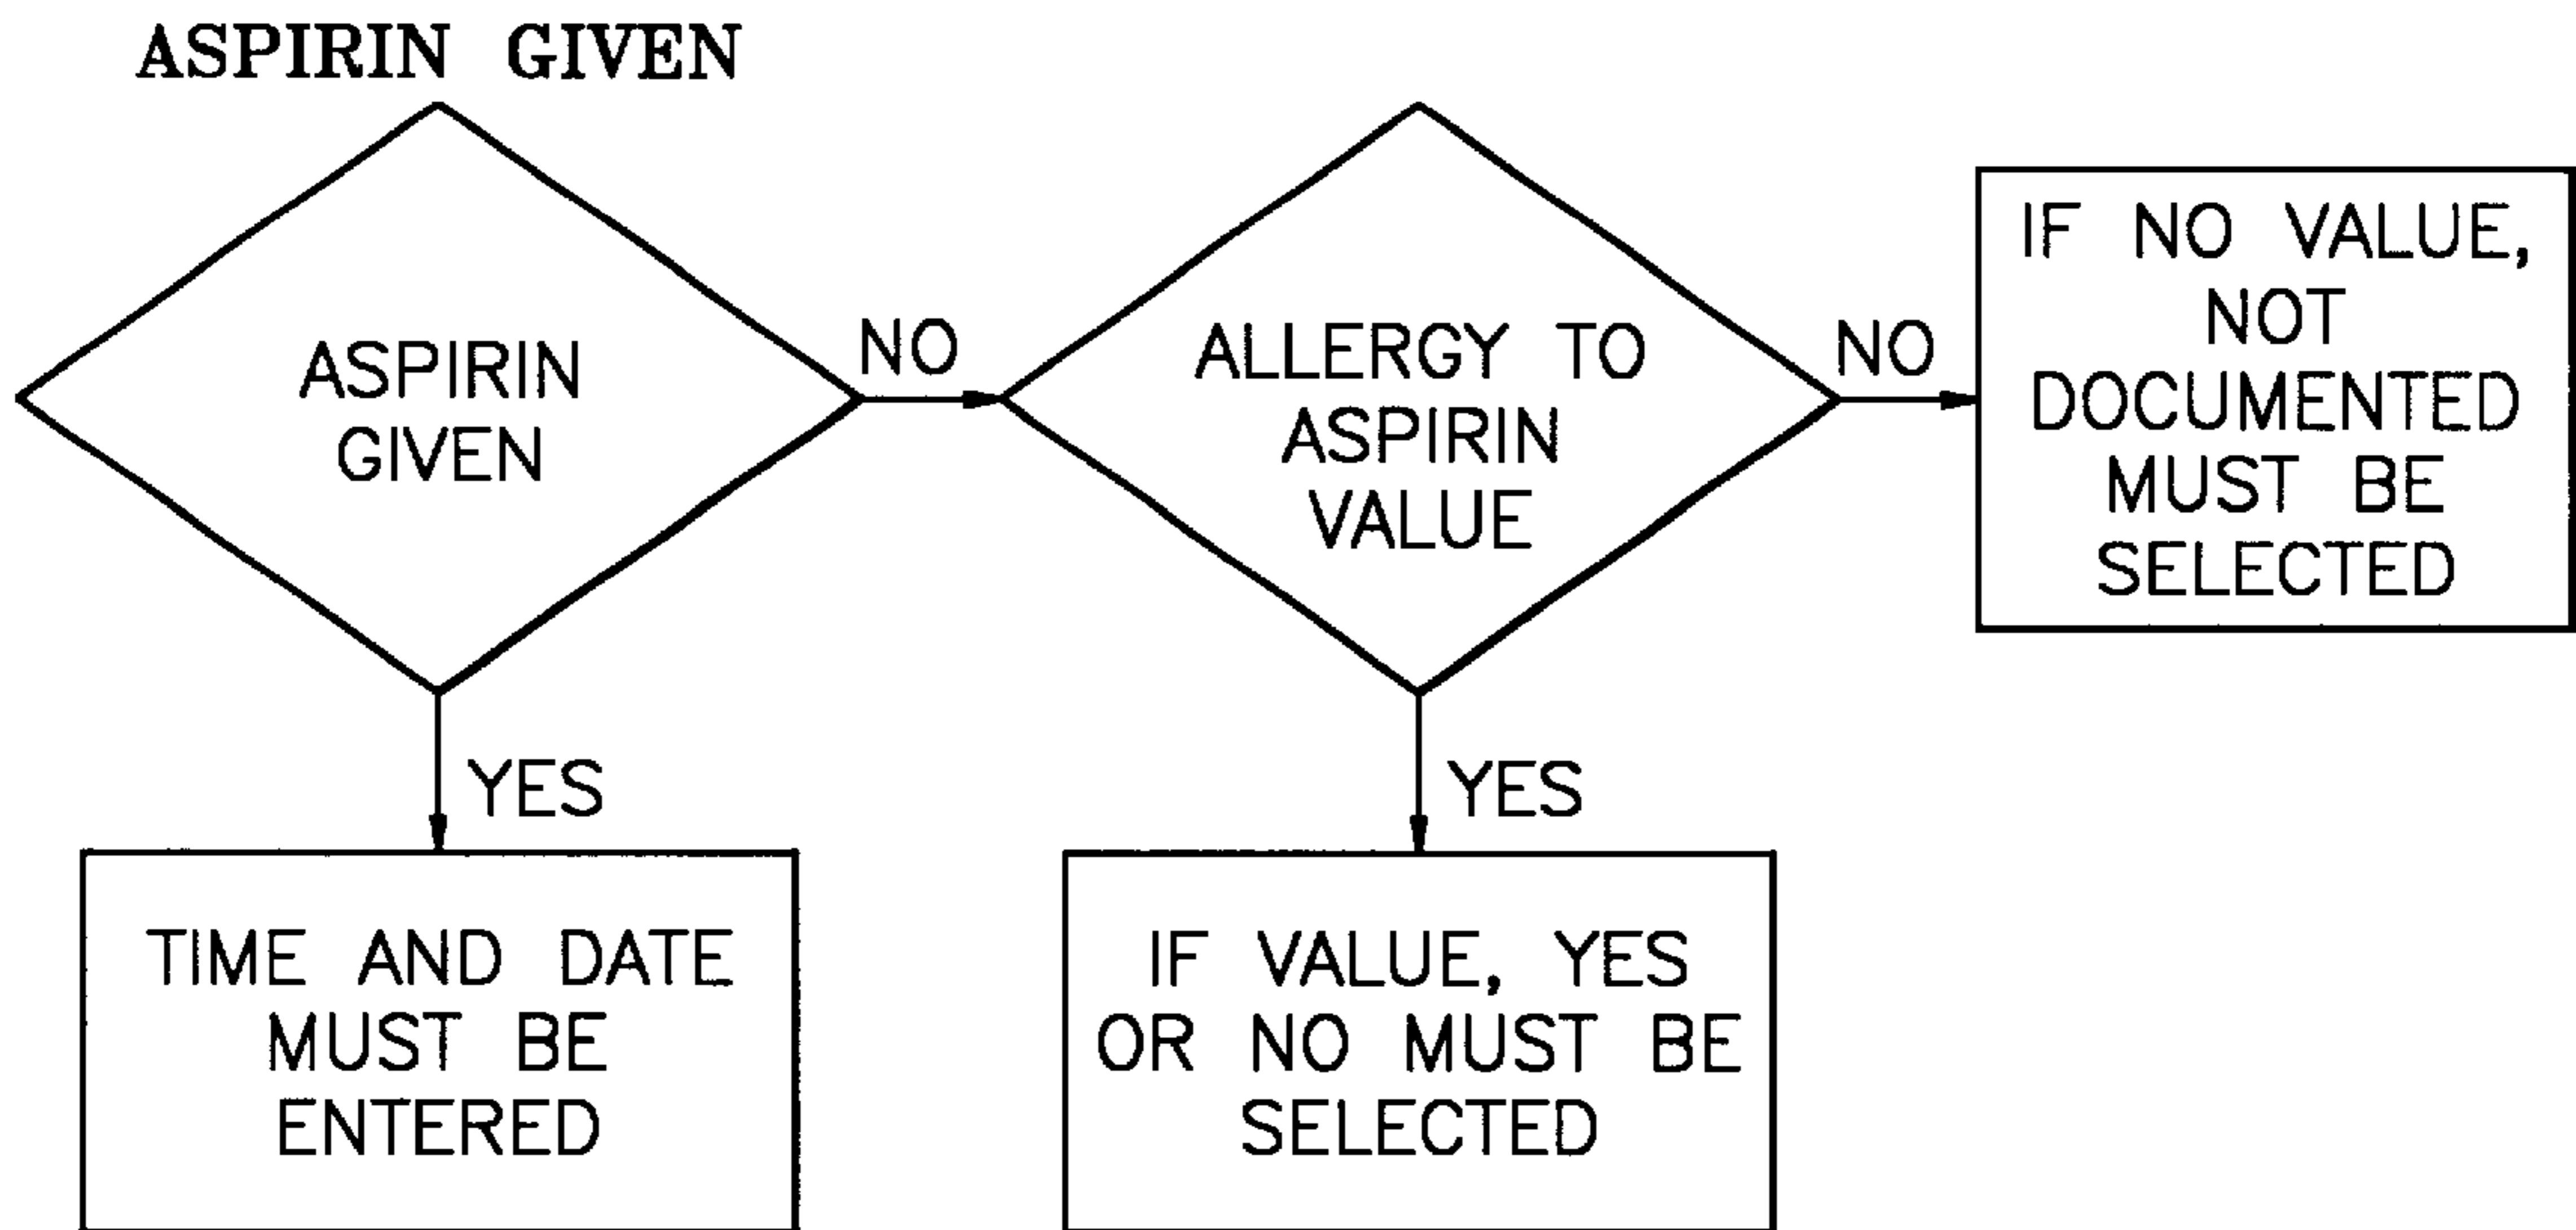 ASPIRIN GIVEN
ASPIRIN
GIVEN
NO
ALLERGY TO
ASPIRIN
VALUE
NO
IF NO VALUE,
NOT
DOCUMENTED
MUST BE
SELECTED
YES
TIME AND DATE
MUST BE
ENTERED
YES
IF VALUE, YES
OR NO MUST BE
SELECTED